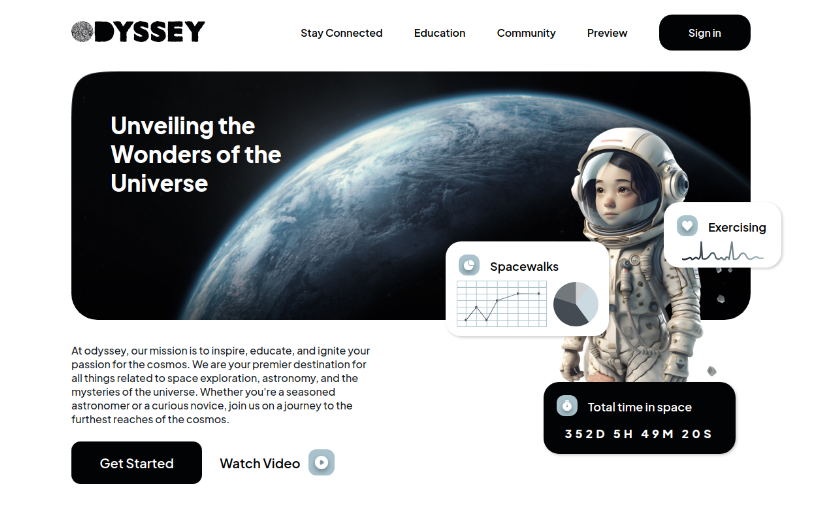 ODYSSEY
Stay Connected
Education
Community
Preview
Sign in
Unveiling the
Wonders of the
Universe
Exercising
Spacewalks
At odyssey, our mission is to inspire, educate, and ignite your
passion for the cosmos. We are your premier destination for
all things related to space exploration, astronomy, and the
mysteries of the universe. Whether you're a seasoned
astronomer or a curious novice, join us on a journey to the
furthest reaches of the cosmos.
Total time in space
352D 5H 49M 20S
Get Started
Watch Video